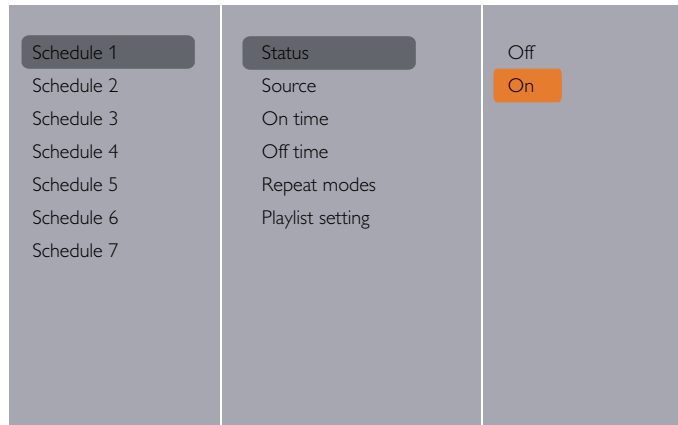 Schedule 1
Schedule 2
Schedule 3
Schedule 4
Schedule 5
Schedule 6
Schedule 7
Status
Source
On time
Off time
Repeat modes
Playlist setting
Off
On